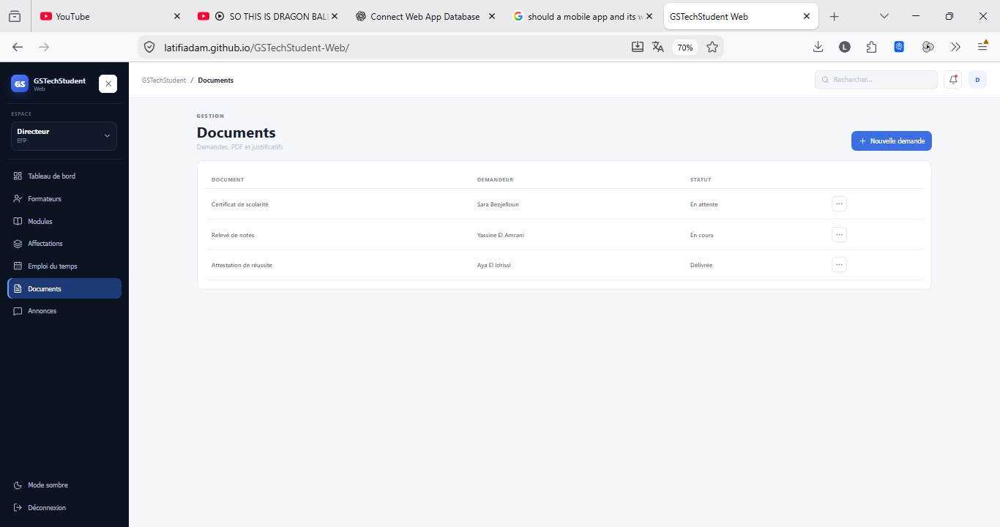 YouTube
SO THIS IS DRAGON BAL
Connect Web App Database
should a mobile app and its w
GSTechStudent Web
latifiadam.github.io/GSTechStudent-Web/
70%
L
GS
GSTechStudent
Web
GSTechStudent / Documents
Rechercher...
D
ESPACE
Directeur
EFP
Tableau de bord
Formateurs
Modules
Affectations
Emploi du temps
Documents
Annonces
Mode sombre
Déconnexion
GESTION
Documents
Demandes, PDF et justificatifs
+ Nouvelle demande
DOCUMENT DEMANDEUR STATUT
Certificat de scolarité Sara Benjelloun En attente ...
Relevé de notes Yassine El Amrani En cours ...
Attestation de réussite Aya El Idrissi Délivrée ...